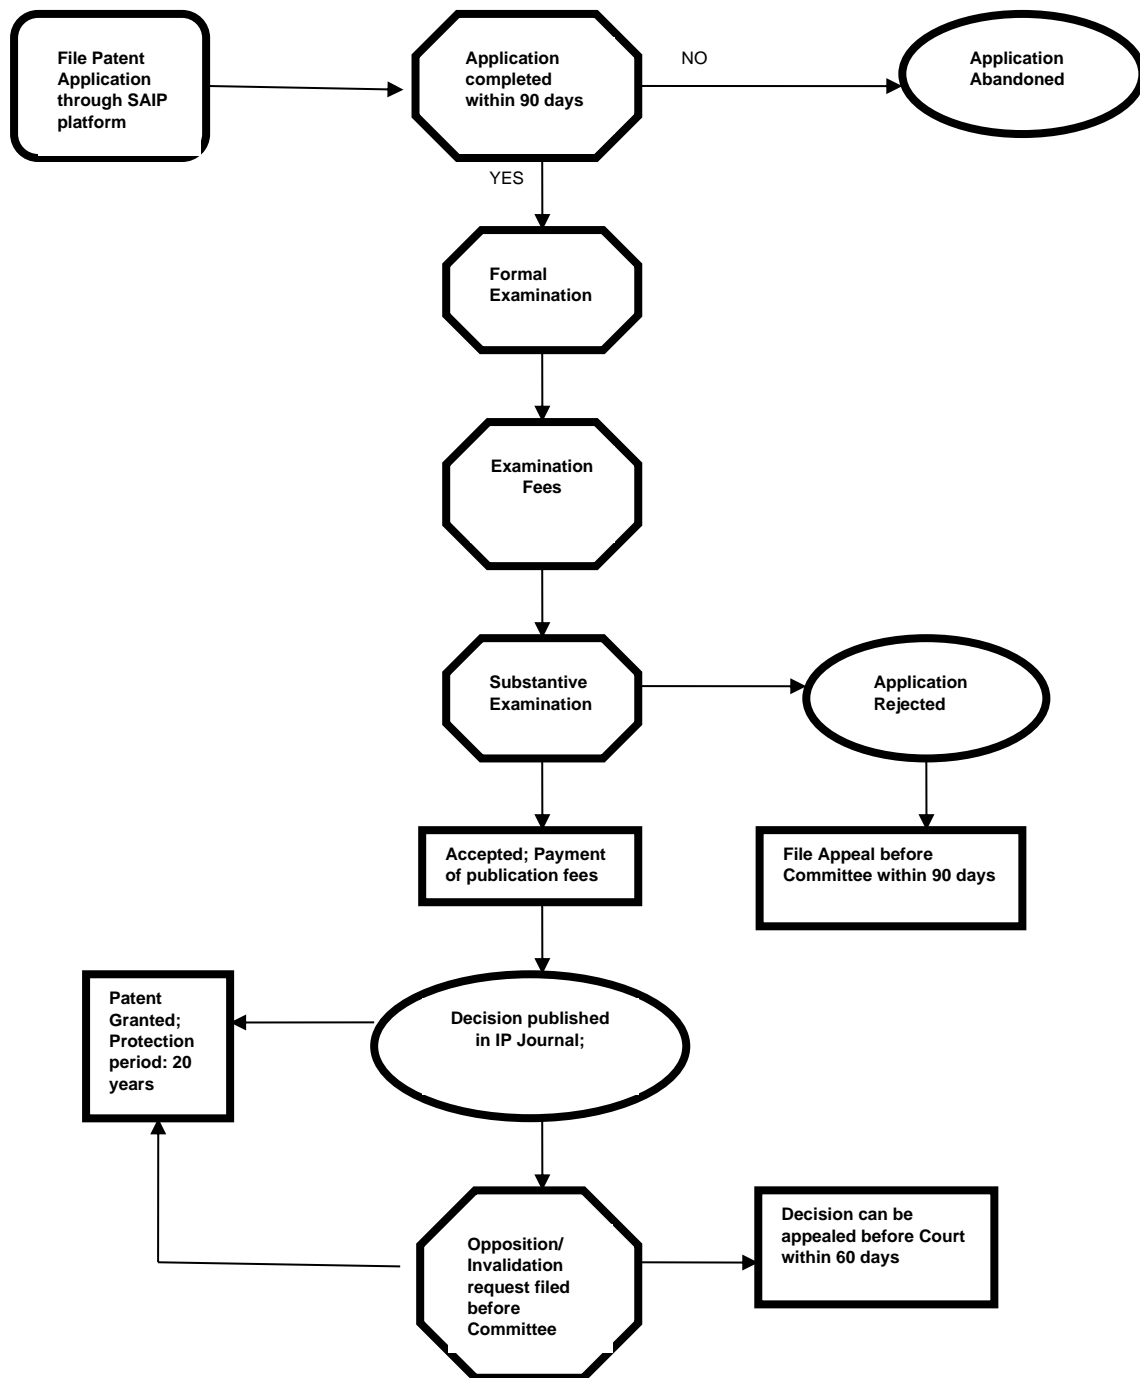 File Patent
Application
through SAIP
platform
Application
completed
within 90 days
NO
Application
Abandoned
YES
Formal
Examination
Examination
Fees
Substantive
Examination
Application
Rejected
Accepted; Payment
of publication fees
File Appeal before
Committee within 90 days
Patent
Granted;
Protection
period: 20
years
Decision published
in IP Journal;
Opposition/
Invalidation
request filed
before
Committee
Decision can be
appealed before Court
within 60 days